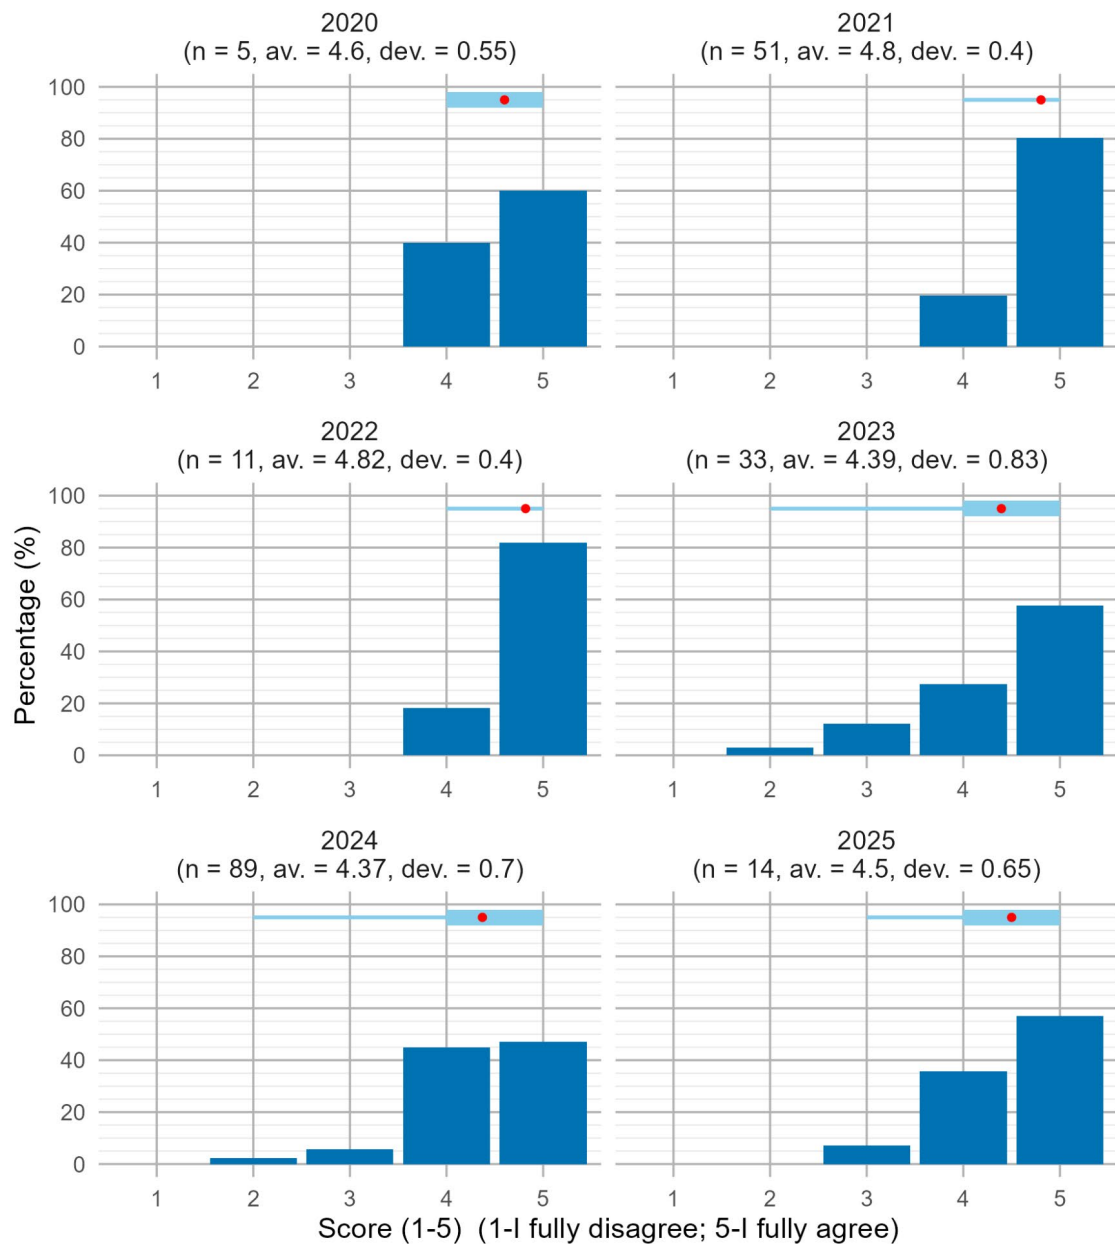 2020
(n = 5, av. = 4.6, dev. = 0.55)
2021
(n = 51, av. = 4.8, dev. = 0.4)
100
80
60
40
20
0
1 2 3 4 5
1 2 3 4 5
2022
(n = 11, av. = 4.82, dev. = 0.4)
2023
(n = 33, av. = 4.39, dev. = 0.83)
Percentage (%)
100
80
60
40
20
0
1 2 3 4 5
1 2 3 4 5
2024
(n = 89, av. = 4.37, dev. = 0.7)
2025
(n = 14, av. = 4.5, dev. = 0.65)
100
80
60
40
20
0
1 2 3 4 5
1 2 3 4 5
Score (1-5)  (1-I fully disagree; 5-I fully agree)